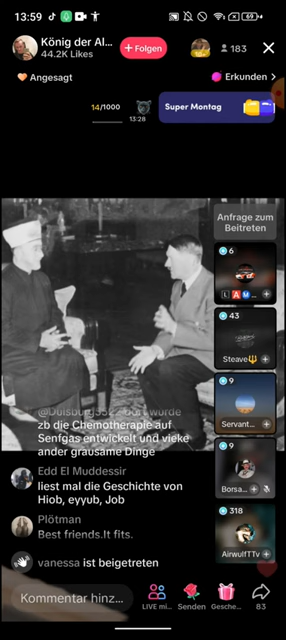 13:59
69
König der Al...
44.2K Likes
+ Folgen
183
Angesagt
Erkunden >
14/1000
13:28
Super Montag
Anfrage zum
Beitreten
6
L A M...
43
Steave
9
Servant...
9
Borsa...
318
AirwulfTTv
zb die Chemotherapie auf
Senfgas entwickelt und vieke
ander grausame Dinge
Edd El Muddessir
liest mal die Geschichte von
Hiob, eyyub, Job
Plötman
Best friends.It fits.
vanessa ist beigetreten
Kommentar hinz...
LIVE mi...
Senden
Gesche...
83